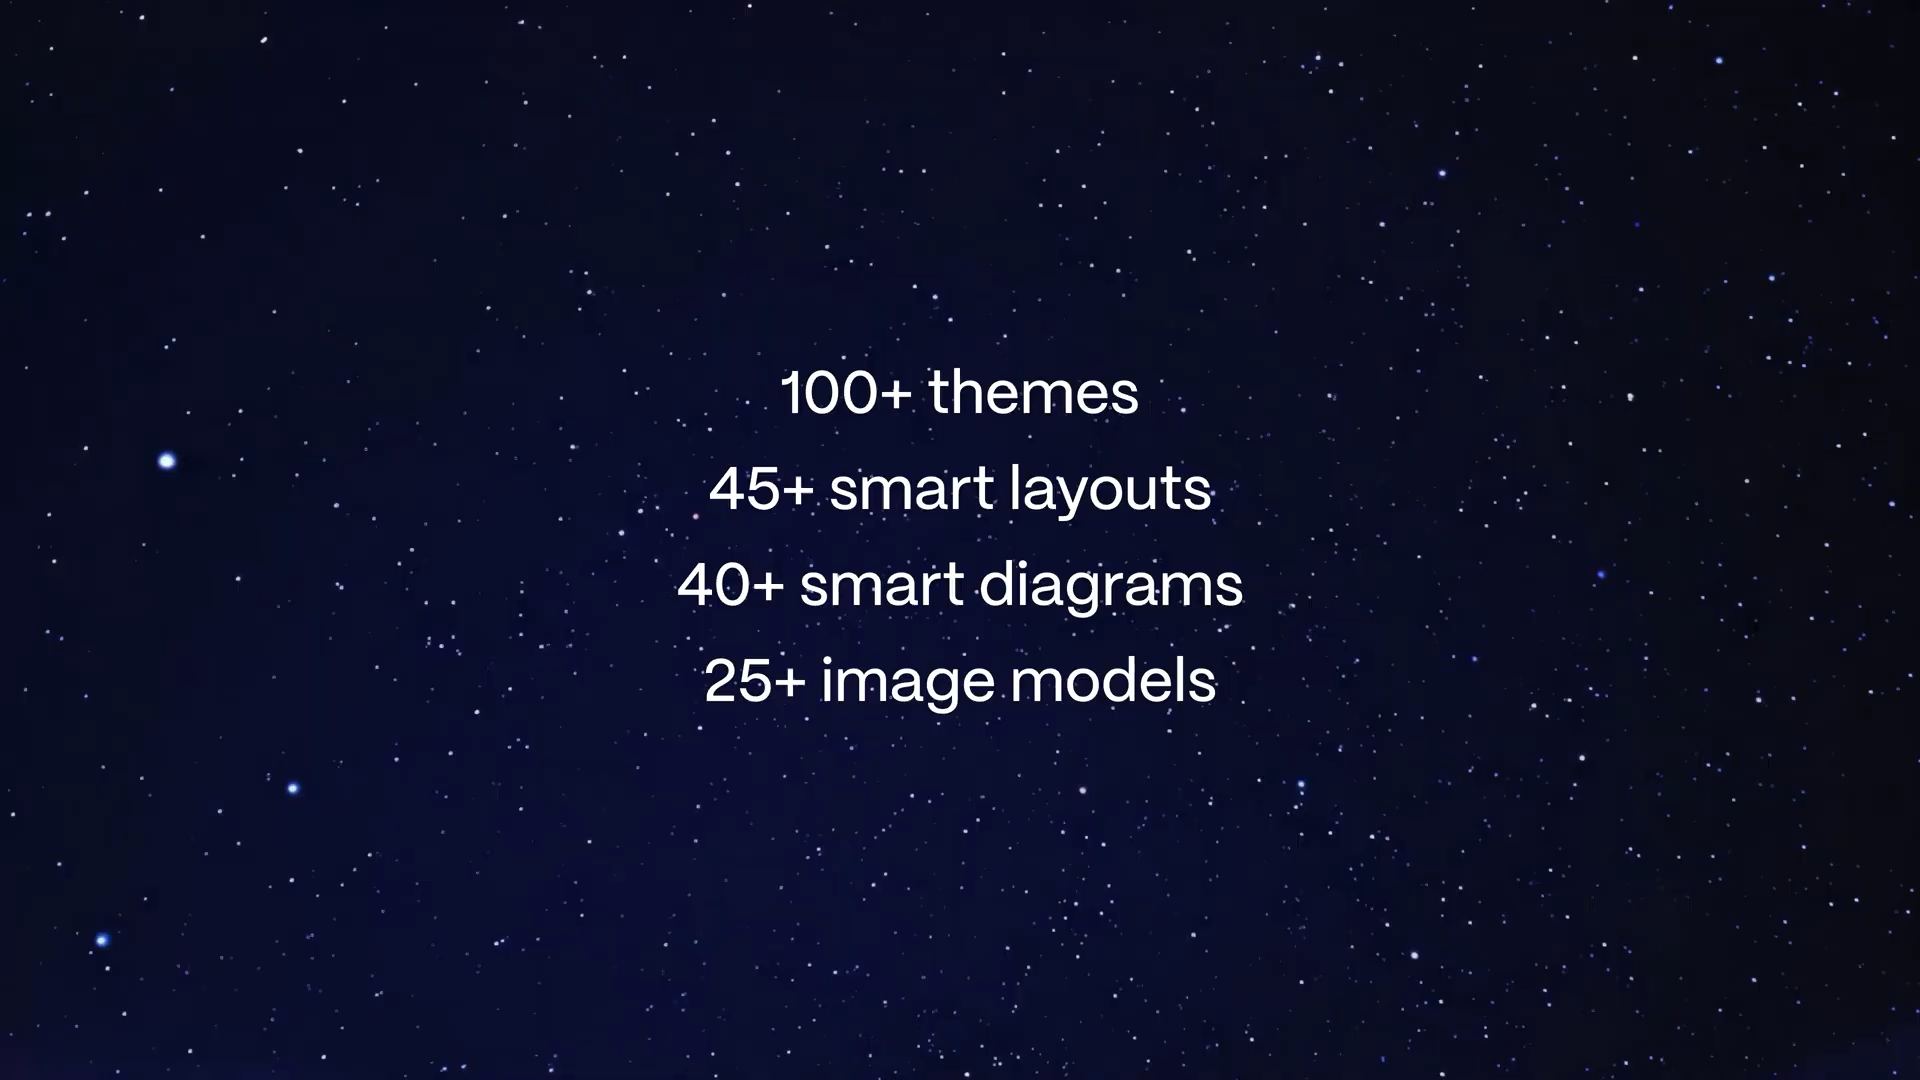 100+ themes
45+ smart layouts
40+ smart diagrams
25+ image models